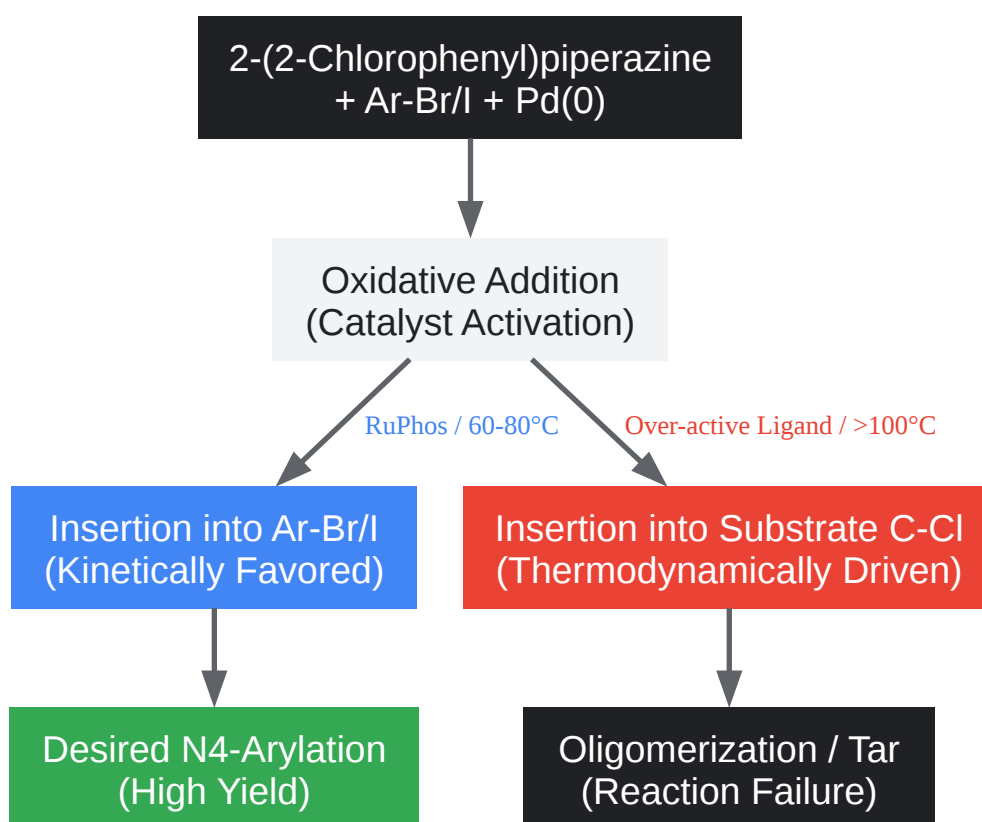 2-(2-Chlorophenyl)piperazine
+ Ar-Br/I + Pd(0)
Oxidative Addition
(Catalyst Activation)
RuPhos / 60-80°C
Over-active Ligand / >100°C
Insertion into Ar-Br/I
(Kinetically Favored)
Insertion into Substrate C-Cl
(Thermodynamically Driven)
Desired N4-Arylation
(High Yield)
Oligomerization / Tar
(Reaction Failure)